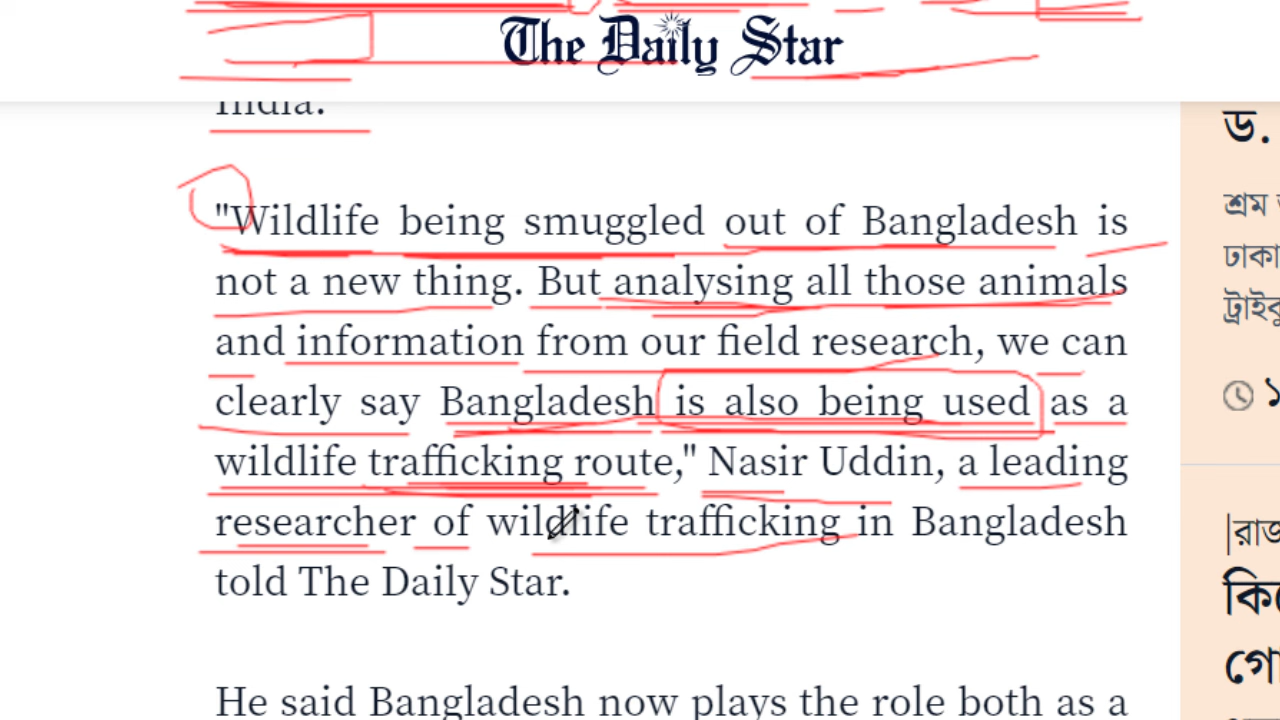 The Daily Star
India.
"Wildlife being smuggled out of Bangladesh is
not a new thing. But analysing all those animals
and information from our field research, we can
clearly say Bangladesh is also being used as a
wildlife trafficking route," Nasir Uddin, a leading
researcher of wildlife trafficking in Bangladesh
told The Daily Star.
He said Bangladesh now plays the role both as a
ড.
শ্রম
ঢাকা